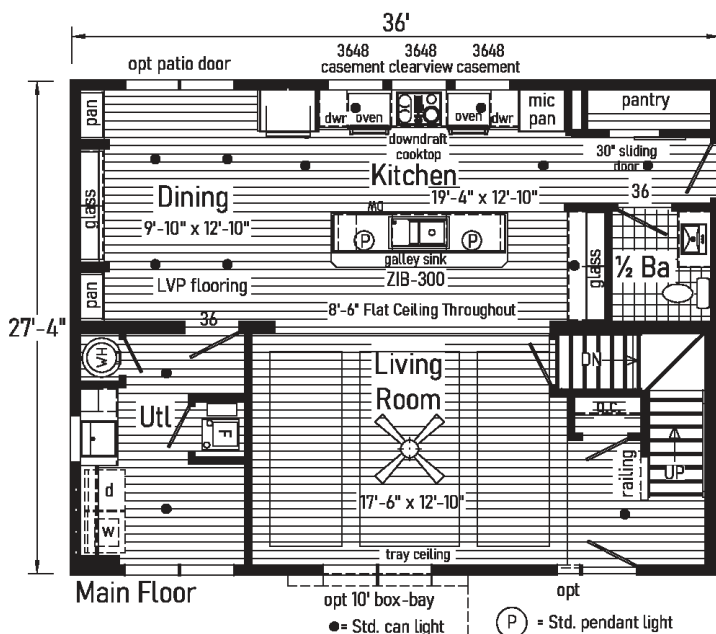 36'
opt patio door
3648 3648 3648
casement clearview casement
pan
dwr oven oven dwr
mic
pan
pantry
downdraft
cooktop
30" sliding
door
Kitchen
19'-4" x 12'-10"
36
Dining
9'-10" x 12'-10"
glass
DW
P P
galley sink
ZIB-300
glass
½ Ba
LVP flooring
pan
8'-6" Flat Ceiling Throughout
27'-4"
36
WH
Living
Room
DN
Utl
F
o.c.
railing
UP
17'-6" x 12'-10"
d
w
tray ceiling
Main Floor
opt 10' box-bay
opt
= Std. can light
P = Std. pendant light